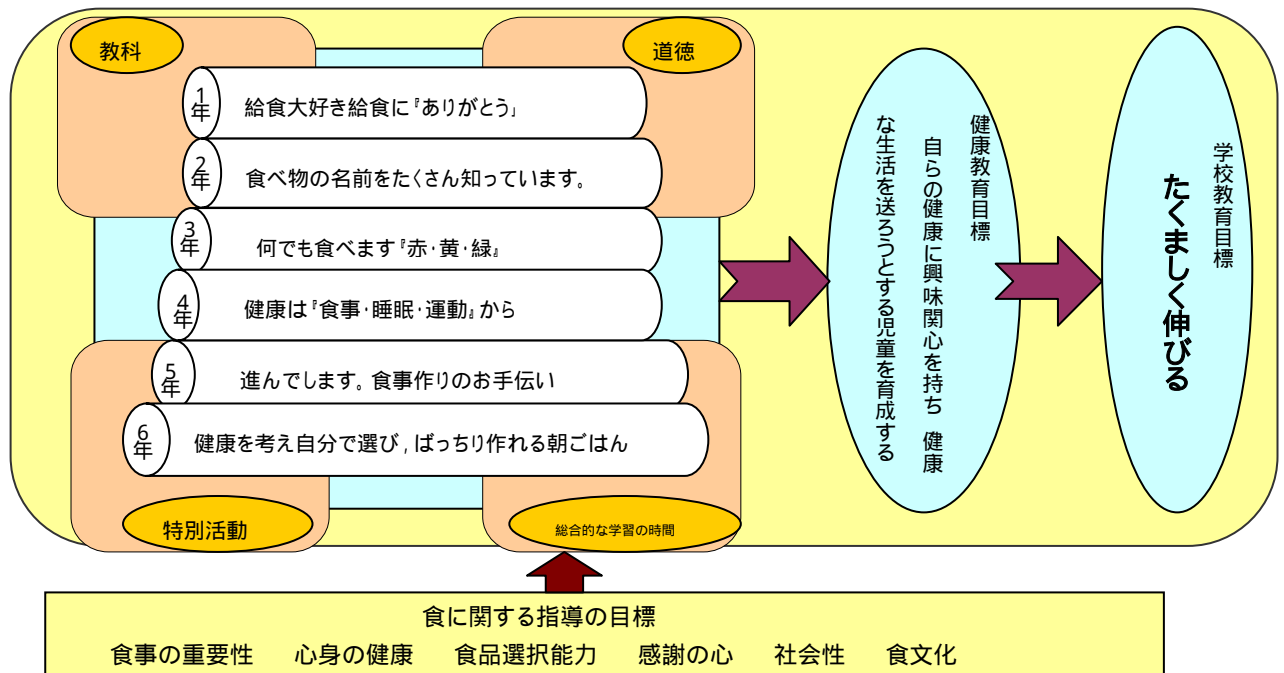 教科
道徳
1年
給食大好き給食に『ありがとう」
2年
食べ物の名前をたくさん知っています。
3年
何でも食べます『赤・黄・緑』
4年
健康は『食事・睡眠・運動』から
5年
進んでします。食事作りのお手伝い
6年
健康を考え自分で選び,ばっちり作れる朝ごはん
特別活動
総合的な学習の時間
健康教育目標
自らの健康に興味関心を持ち 健康
な生活を送ろうとする児童を育成する
学校教育目標
たくましく伸びる
食に関する指導の目標
食事の重要性 心身の健康 食品選択能力 感謝の心 社会性 食文化